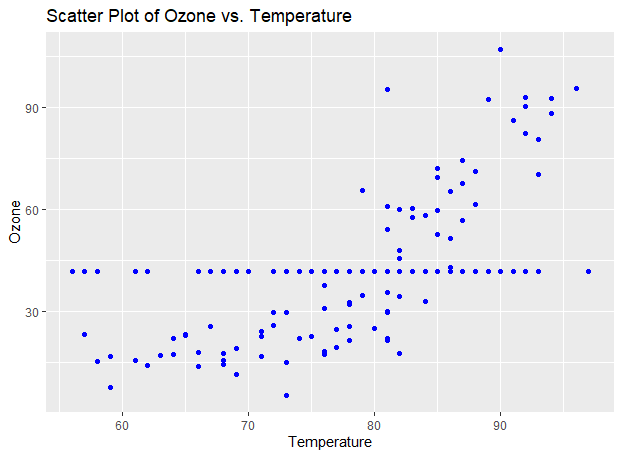 Scatter Plot of Ozone vs. Temperature
Ozone
90
60
30
60 70 80 90
Temperature